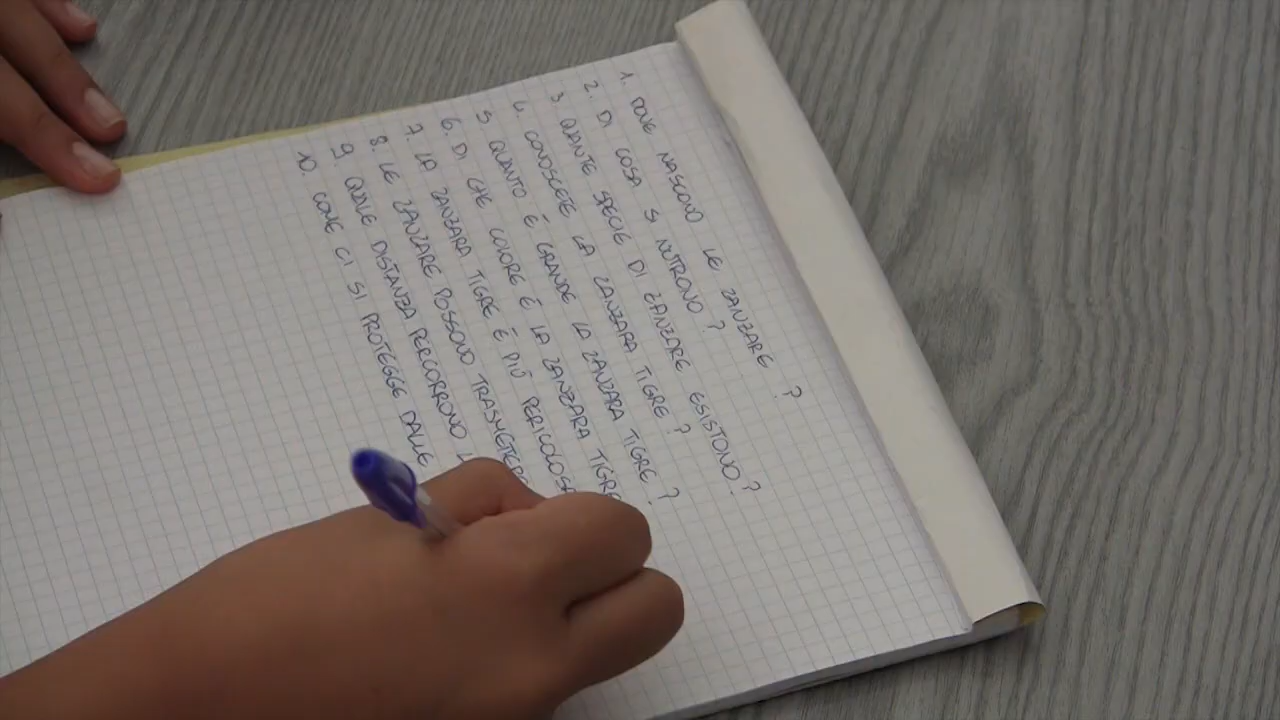 1. DOVE NASCONO LE ZANZARE ?
2. DI COSA SI NUTRONO ?
3. QUANTE SPECIE DI ZANZARE ESISTONO?
4. CONOSCETE LA ZANZARA TIGRE ?
5. QUANTO È GRANDE LA ZANZARA TIGRE ?
6. DI CHE COLORE È LA ZANZARA TIGRE
7. LA ZANZARA TIGRE È PIÙ PERICOLOSA
8. LE ZANZARE POSSONO
9 QUALE DISTANZA PERCORRONO
10. COME CI SI PROTEGGE DALLE